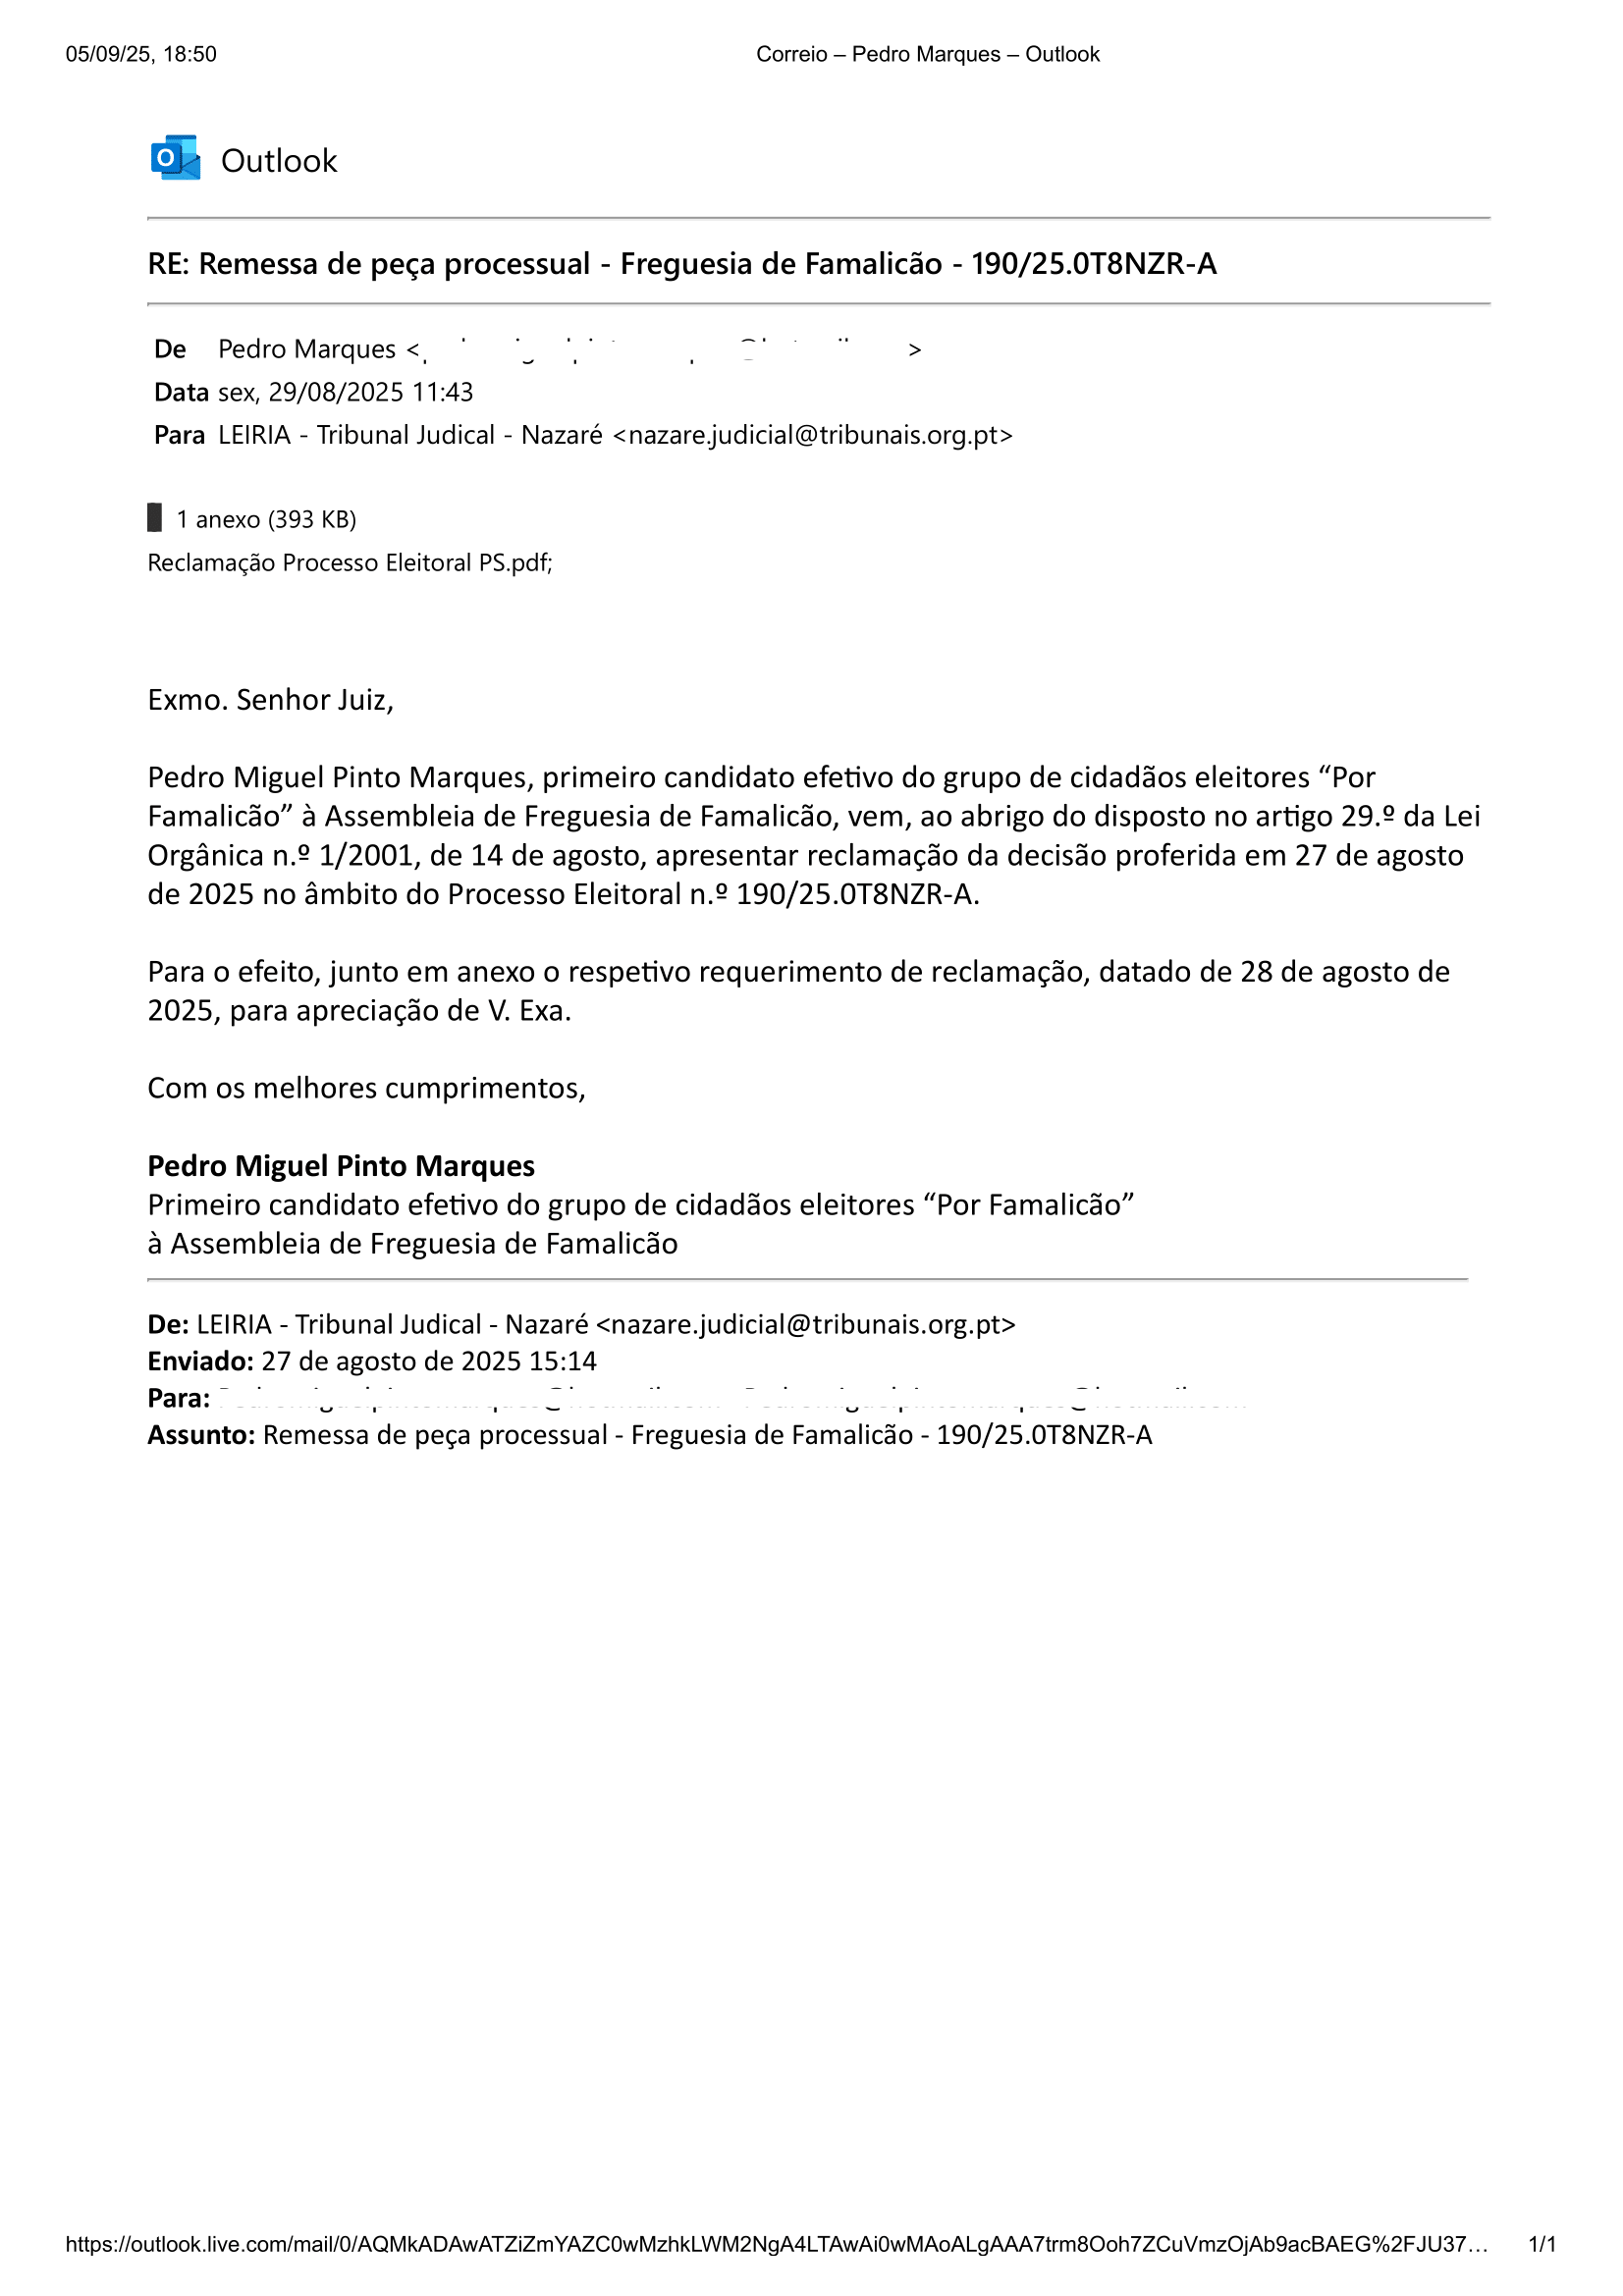 05/09/25, 18:50
Correio – Pedro Marques – Outlook
Outlook
RE: Remessa de peça processual - Freguesia de Famalicão - 190/25.0T8NZR-A
De Pedro Marques < >
Data sex, 29/08/2025 11:43
Para LEIRIA - Tribunal Judical - Nazaré <nazare.judicial@tribunais.org.pt>
1 anexo (393 KB)
Reclamação Processo Eleitoral PS.pdf;
Exmo. Senhor Juiz,
Pedro Miguel Pinto Marques, primeiro candidato efetivo do grupo de cidadãos eleitores “Por
Famalicão” à Assembleia de Freguesia de Famalicão, vem, ao abrigo do disposto no artigo 29.º da Lei
Orgânica n.º 1/2001, de 14 de agosto, apresentar reclamação da decisão proferida em 27 de agosto
de 2025 no âmbito do Processo Eleitoral n.º 190/25.0T8NZR-A.
Para o efeito, junto em anexo o respetivo requerimento de reclamação, datado de 28 de agosto de
2025, para apreciação de V. Exa.
Com os melhores cumprimentos,
Pedro Miguel Pinto Marques
Primeiro candidato efetivo do grupo de cidadãos eleitores “Por Famalicão”
à Assembleia de Freguesia de Famalicão
De: LEIRIA - Tribunal Judical - Nazaré <nazare.judicial@tribunais.org.pt>
Enviado: 27 de agosto de 2025 15:14
Para:
Assunto: Remessa de peça processual - Freguesia de Famalicão - 190/25.0T8NZR-A
https://outlook.live.com/mail/0/AQMkADAwATZiZmYAZC0wMzhkLWM2NgA4LTAwAi0wMAoALgAAA7trm8Ooh7ZCuVmzOjAb9acBAEG%2FJU37…
1/1